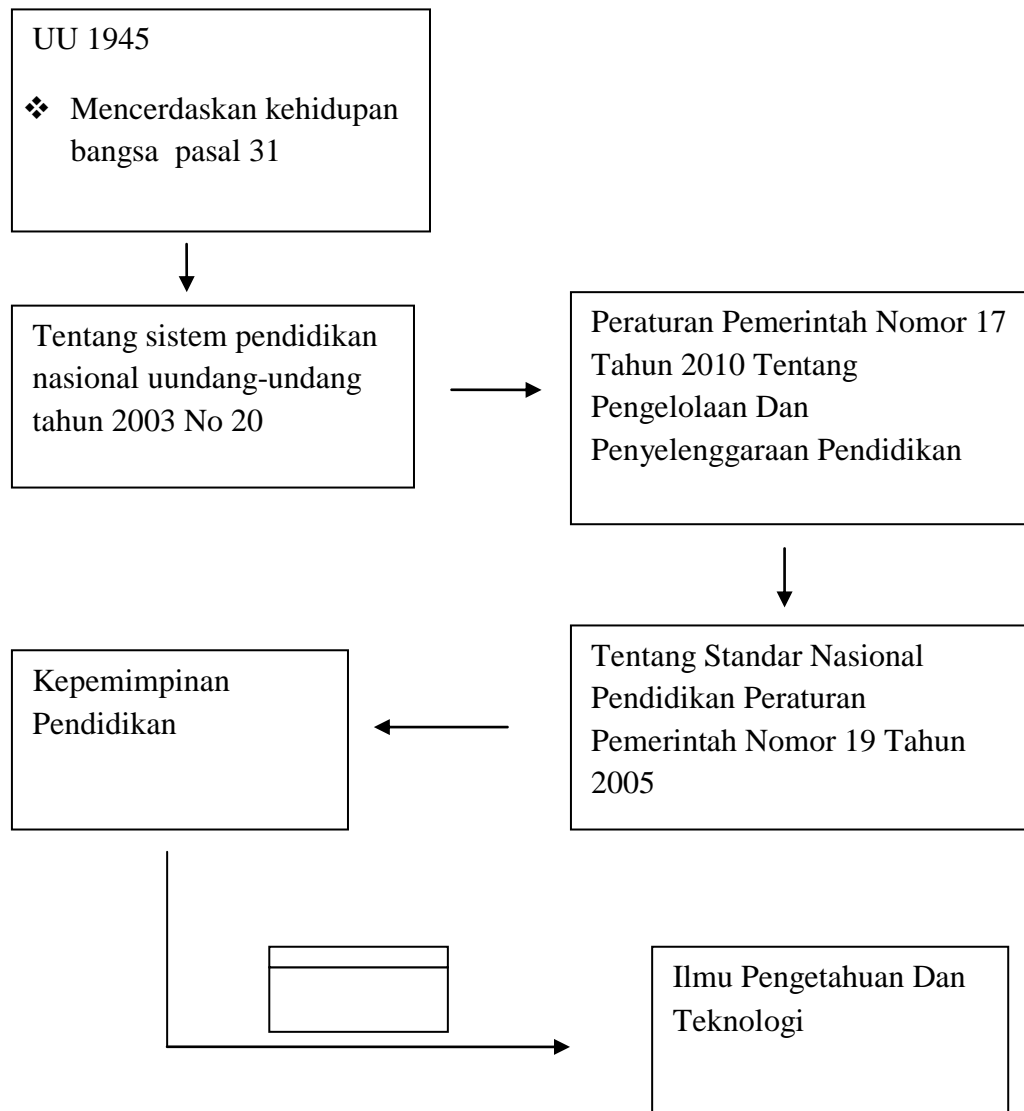 UU 1945
❖ Mencerdaskan kehidupan
bangsa pasal 31
Tentang sistem pendidikan
nasional uundang-undang
tahun 2003 No 20
Peraturan Pemerintah Nomor 17
Tahun 2010 Tentang
Pengelolaan Dan
Penyelenggaraan Pendidikan
Tentang Standar Nasional
Pendidikan Peraturan
Pemerintah Nomor 19 Tahun
2005
Kepemimpinan
Pendidikan
Ilmu Pengetahuan Dan
Teknologi